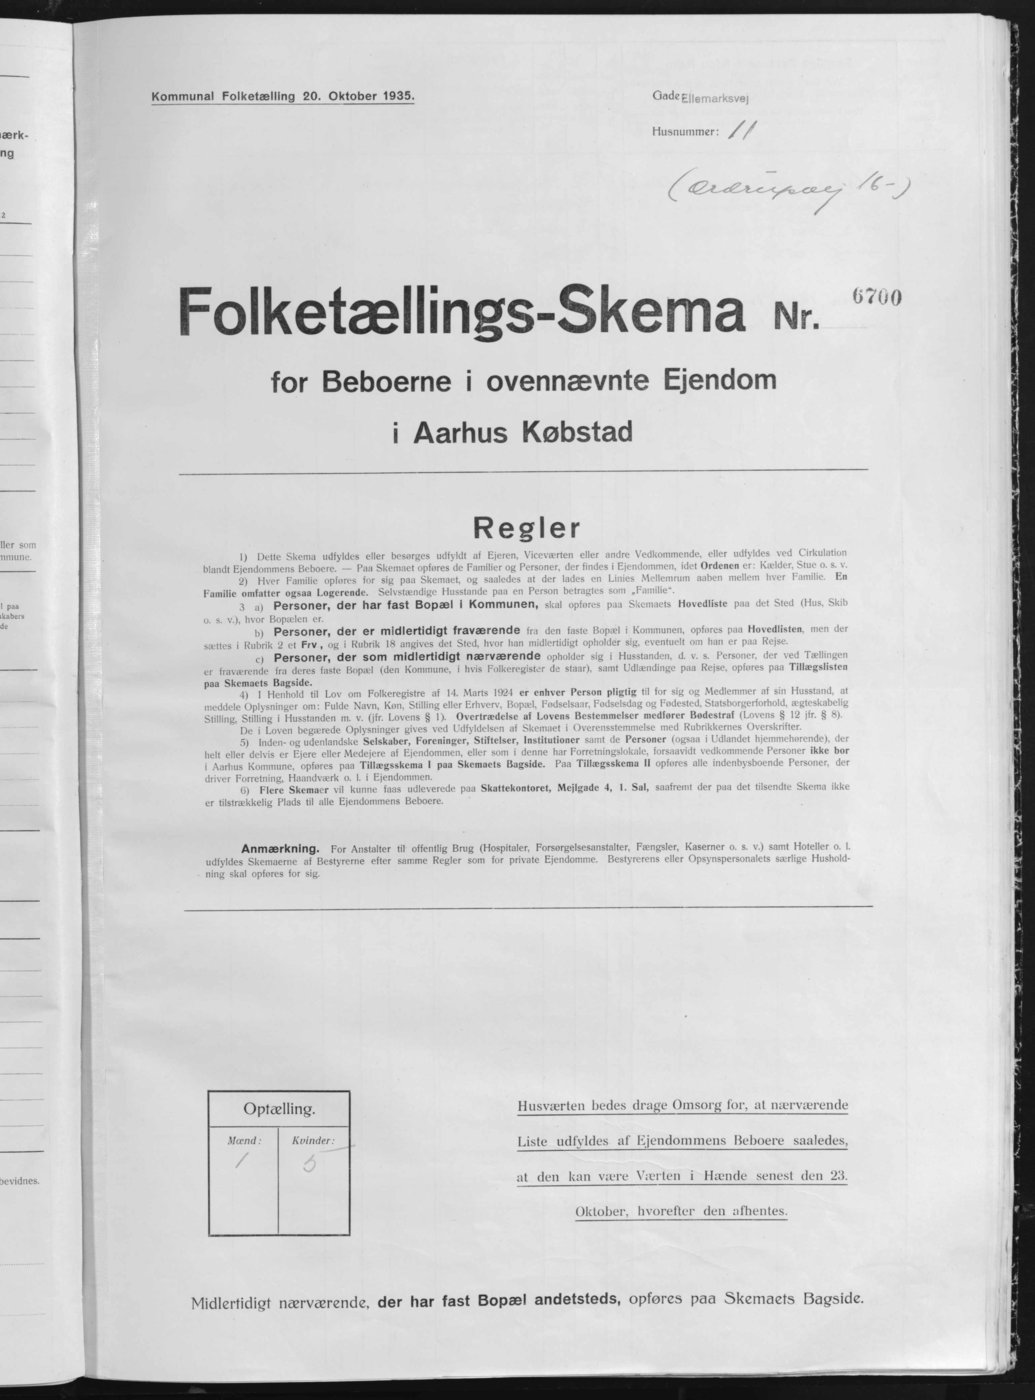 Kommunal Folketælling 20. Oktober 1935.
Gade: Ellemarksvej
Husnummer: 11
(Ordrupvej 16-)
Folketællings-Skema Nr. 6700
for Beboerne i ovennævnte Ejendom
i Aarhus Købstad
Regler
1) Dette Skema udfyldes eller besørges udfyldt af Ejeren, Viceværten eller andre Vedkommende, eller udfyldes ved Cirkulation
blandt Ejendommens Beboere. — Paa Skemaet opføres de Familier og Personer, der findes i Ejendommen, idet Ordenen er: Kælder, Stue o. s. v.
2) Hver Familie opføres for sig paa Skemaet, og saaledes at der lades en Linies Mellemrum aaben mellem hver Familie. En
Familie omfatter ogsaa Logerende. Selvstændige Husstande paa en Person betragtes som „Familie“.
3 a) Personer, der har fast Bopæl i Kommunen, skal opføres paa Skemaets Hovedliste paa det Sted (Hus, Skib
o. s. v.), hvor Bopælen er.
b) Personer, der er midlertidigt fraværende fra den faste Bopæl i Kommunen, opføres paa Hovedlisten, men der
sættes i Rubrik 2 et Frv., og i Rubrik 18 angives det Sted, hvor han midlertidigt opholder sig, eventuelt om han er paa Rejse.
c) Personer, der som midlertidigt nærværende opholder sig i Husstanden, d. v. s. Personer, der ved Tællingen
er fraværende fra deres faste Bopæl (den Kommune, i hvis Folkeregister de staar), samt Udlændinge paa Rejse, opføres paa Tillægslisten
paa Skemaets Bagside.
4) I Henhold til Lov om Folkeregistre af 14. Marts 1924 er enhver Person pligtig til for sig og Medlemmer af sin Husstand, at
meddele Oplysninger om: Fulde Navn, Køn, Stilling eller Erhverv, Bopæl, Fødselsaar, Fødselsdag og Fødested, Statsborgerforhold, ægteskabelig
Stilling, Stilling i Husstanden m. v. (jfr. Lovens § 1). Overtrædelse af Lovens Bestemmelser medfører Bødestraf (Lovens § 12 jfr. § 8).
De i Loven begærede Oplysninger gives ved Udfyldelsen af Skemaet i Overensstemmelse med Rubrikkernes Overskrifter.
5) Inden- og udenlandske Selskaber, Foreninger, Stiftelser, Institutioner samt de Personer (ogsaa i Udlandet hjemmehørende), der
helt eller delvis er Ejere eller Medejere af Ejendommen, eller som i denne har Forretningslokale, forsaavidt vedkommende Personer ikke bor
i Aarhus Kommune, opføres paa Tillægsskema I paa Skemaets Bagside. Paa Tillægsskema II opføres alle indenbysboende Personer, der
driver Forretning, Haandværk o. l. i Ejendommen.
6) Flere Skemaer vil kunne faas udleverede paa Skattekontoret, Mejlgade 4, 1. Sal, saafremt der paa det tilsendte Skema ikke
er tilstrækkelig Plads til alle Ejendommens Beboere.
Anmærkning. For Anstalter til offentlig Brug (Hospitaler, Forsørgelsesanstalter, Fængsler, Kaserner o. s. v.) samt Hoteller o. l.
udfyldes Skemaerne af Bestyrerne efter samme Regler som for private Ejendomme. Bestyrerens eller Opsynspersonalets særlige Hushold-
ning skal opføres for sig.
Optælling.
Mænd: Kvinder:
1 5
Husværten bedes drage Omsorg for, at nærværende
Liste udfyldes af Ejendommens Beboere saaledes,
at den kan være Værten i Hænde senest den 23.
Oktober, hvorefter den afhentes.
Midlertidigt nærværende, der har fast Bopæl andetsteds, opføres paa Skemaets Bagside.